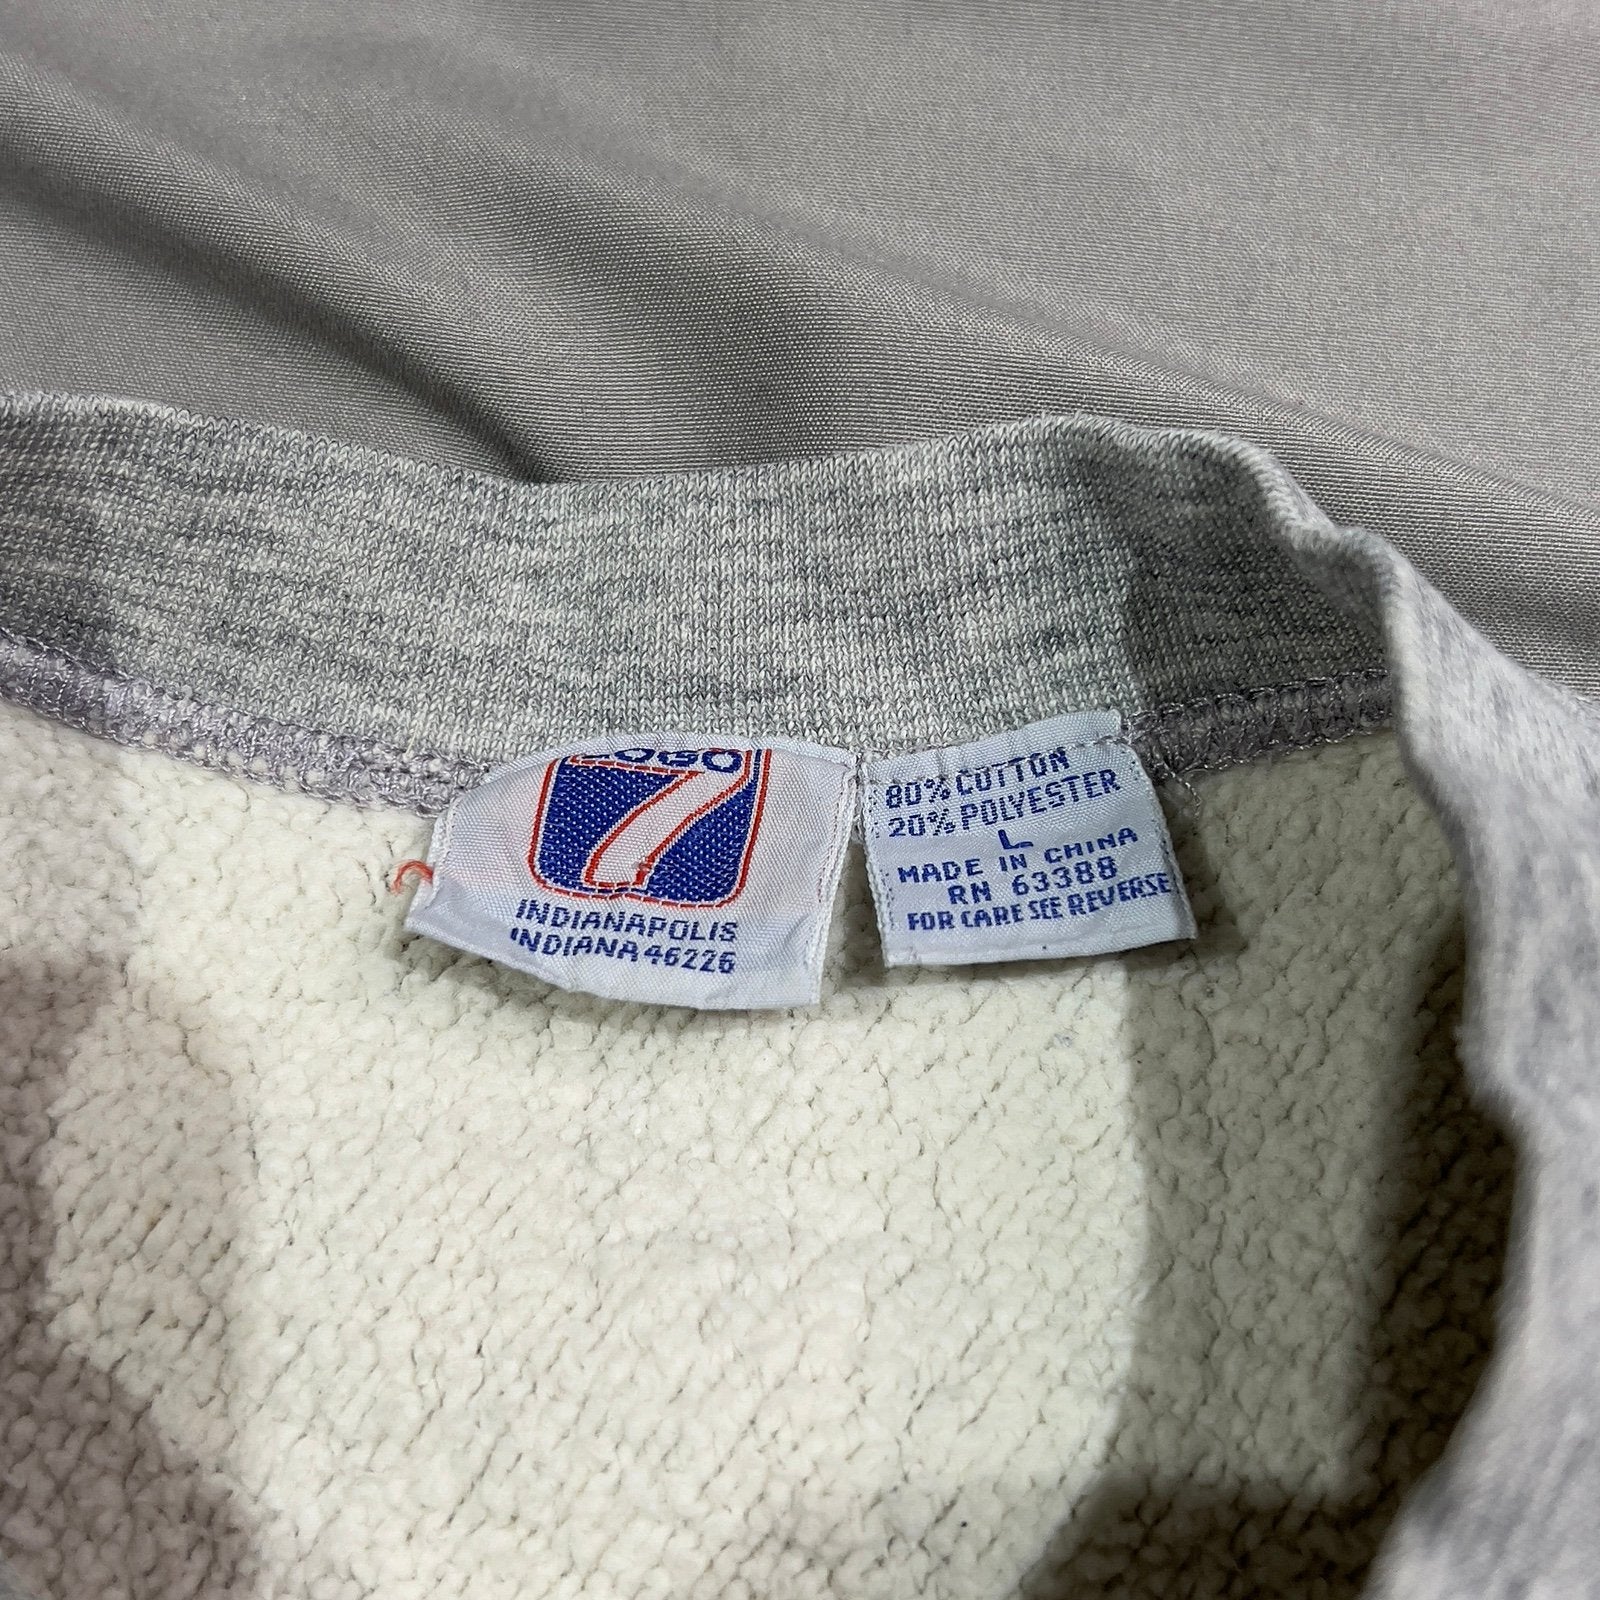 LOGO
7
INDIANAPOLIS
INDIANA 46226
80% COTTON
20% POLYESTER
L
MADE IN CHINA
RN 63388
FOR CARE SEE REVERSE